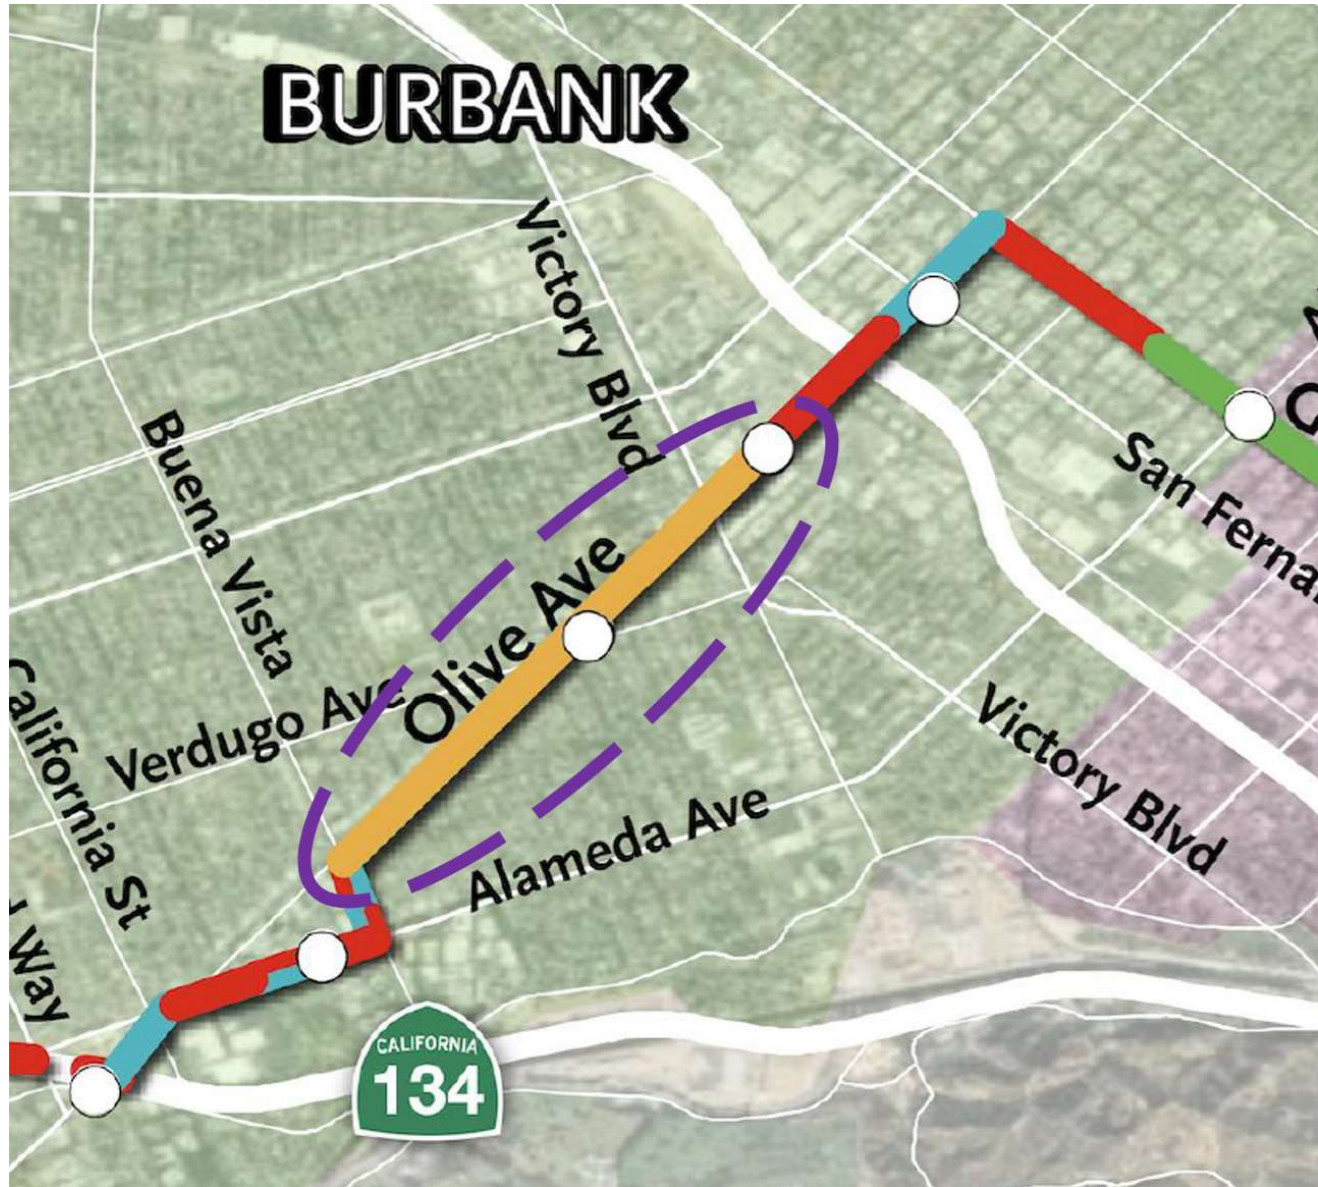 BURBANK
Victory Blvd
Buena Vista
San Ferna
Olive Ave
Verdugo Ave
California St
Victory Blvd
Alameda Ave
Way
CALIFORNIA
134